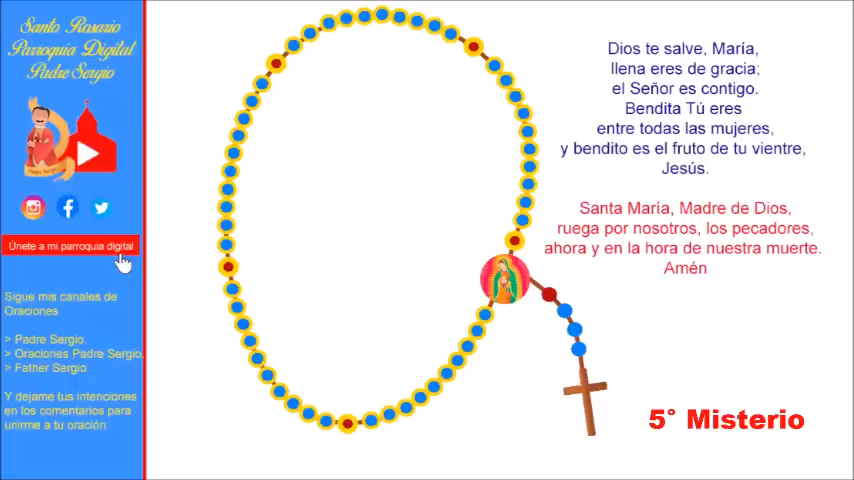 Santo Rosario
Parroquia Digital
Padre Sergio
Padre Sergio
Únete a mi parroquia digital
Sigue mis canales de
Oraciones
> Padre Sergio.
> Oraciones Padre Sergio.
> Father Sergio.
Y dejame tus intenciones
en los comentarios para
unirme a tu oración.
Dios te salve, María,
llena eres de gracia;
el Señor es contigo.
Bendita Tú eres
entre todas las mujeres,
y bendito es el fruto de tu vientre,
Jesús.
Santa María, Madre de Dios,
ruega por nosotros, los pecadores,
ahora y en la hora de nuestra muerte.
Amén
5° Misterio